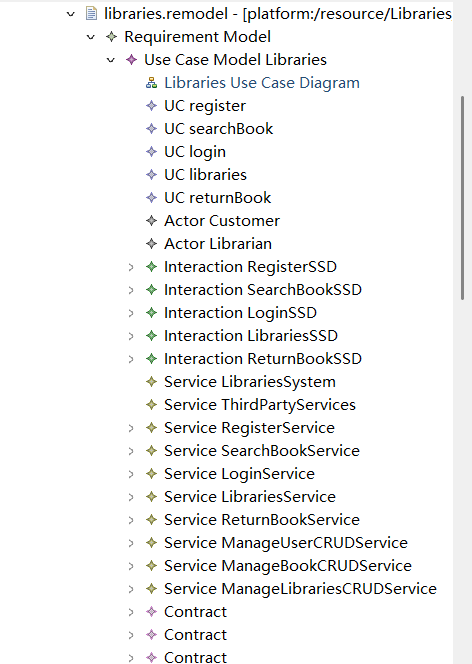 libraries.remodel - [platform:/resource/Libraries
Requirement Model
Use Case Model Libraries
Libraries Use Case Diagram
UC register
UC searchBook
UC login
UC libraries
UC returnBook
Actor Customer
Actor Librarian
Interaction RegisterSSD
Interaction SearchBookSSD
Interaction LoginSSD
Interaction LibrariesSSD
Interaction ReturnBookSSD
Service LibrariesSystem
Service ThirdPartyServices
Service RegisterService
Service SearchBookService
Service LoginService
Service LibrariesService
Service ReturnBookService
Service ManageUserCRUDService
Service ManageBookCRUDService
Service ManageLibrariesCRUDService
Contract
Contract
Contract